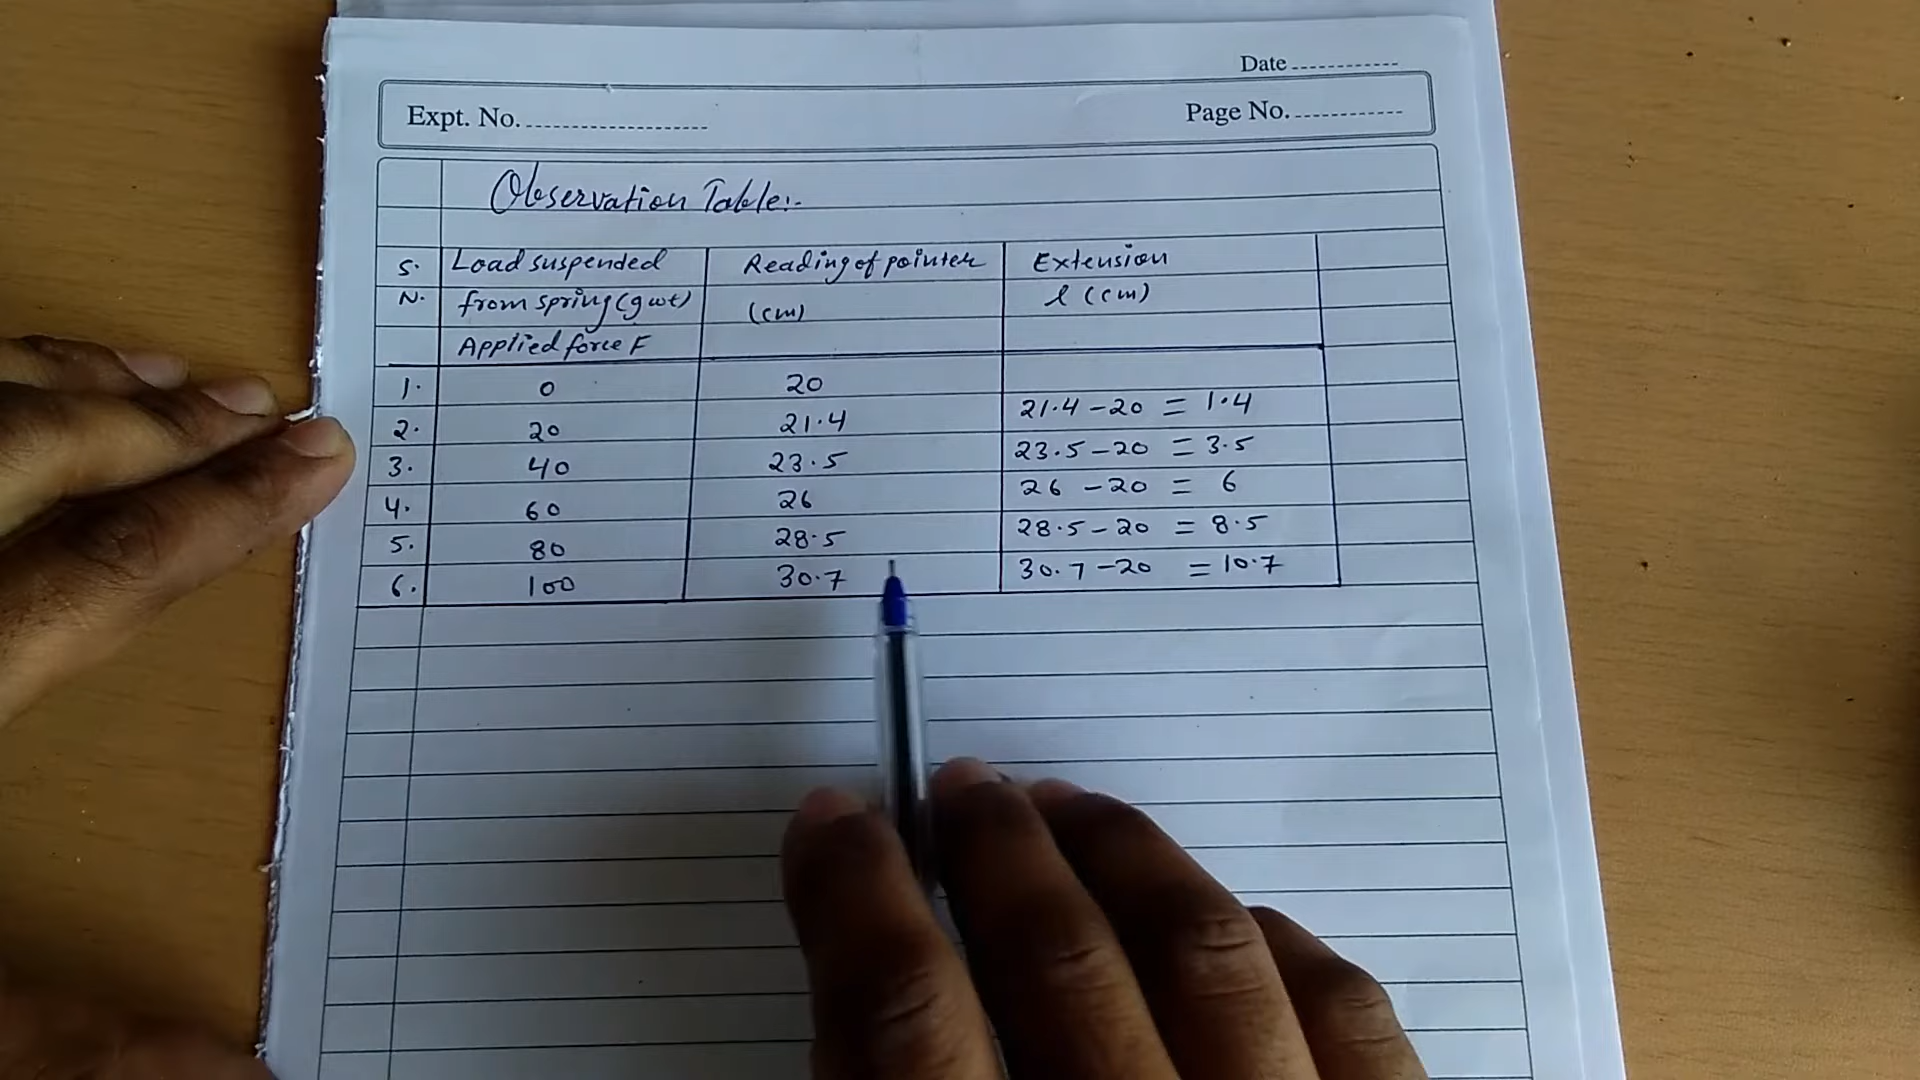 Date
Expt. No.
Page No.
Observation Table:-
S. N. Load suspended from spring (gwt) Applied force F Reading of pointer (cm) Extension l (cm)
1. 0 20
2. 20 21.4 21.4 - 20 = 1.4
3. 40 23.5 23.5 - 20 = 3.5
4. 60 26 26 - 20 = 6
5. 80 28.5 28.5 - 20 = 8.5
6. 100 30.7 30.7 - 20 = 10.7